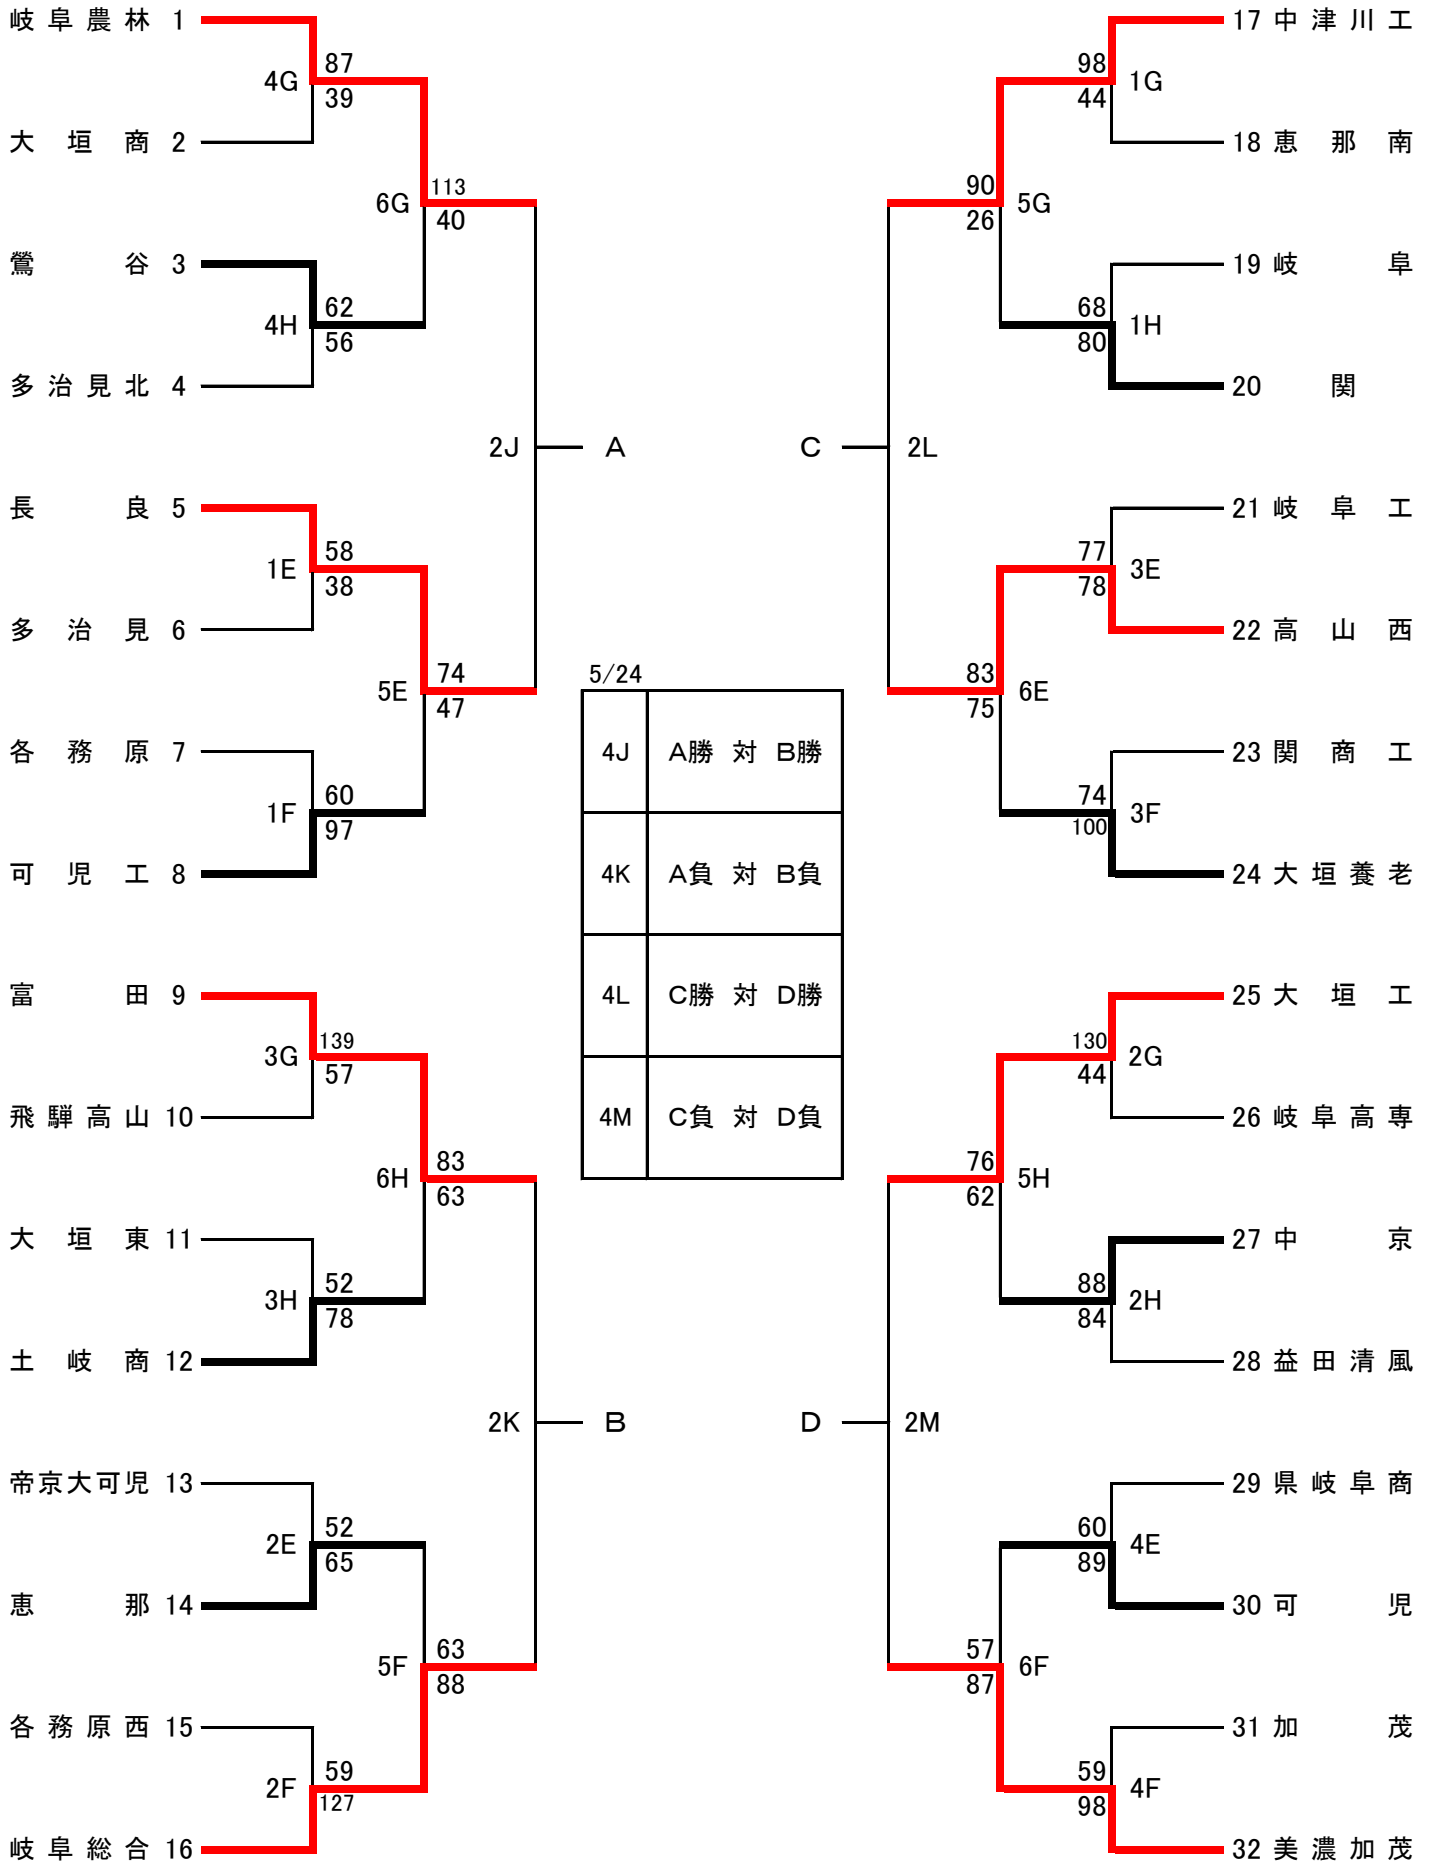 岐阜農林 1
87
4G
39
大垣商 2
113
6G
40
鶯谷 3
62
4H
56
多治見北 4
2J
A
長良 5
58
1E
38
多治見 6
74
5E
47
各務原 7
60
1F
97
可児工 8
富田 9
139
3G
57
飛騨高山 10
83
6H
63
大垣東 11
52
3H
78
土岐商 12
2K
B
帝京大可児 13
52
2E
65
恵那 14
63
5F
88
各務原西 15
59
2F
127
岐阜総合 16
5/24
4J A勝 対 B勝
4K A負 対 B負
4L C勝 対 D勝
4M C負 対 D負
17 中津川工
98
1G
44
18 恵那南
90
5G
26
19 岐阜
68
1H
80
20 関
C
2L
21 岐阜工
77
3E
78
22 高山西
83
6E
75
23 関商工
74
3F
100
24 大垣養老
25 大垣工
130
2G
44
26 岐阜高専
76
5H
62
27 中京
88
2H
84
28 益田清風
D
2M
29 県岐阜商
60
4E
89
30 可児
57
6F
87
31 加茂
59
4F
98
32 美濃加茂